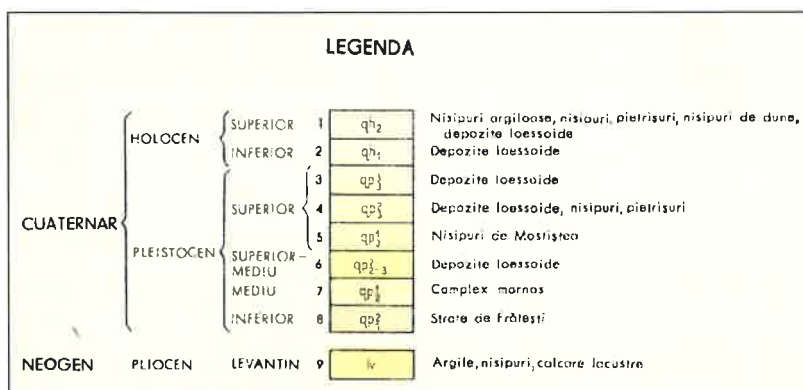 LEGENDA
HOLOCEN SUPERIOR 1 qh2 Nisipuri argiloase, nisipuri, pietrișuri, nisipuri de dune,
depozite loessoide
INFERIOR 2 qh1 Depozite loessoide
3 Depozite loessoide
SUPERIOR 4 Depozite loessoide, nisipuri, pietrișuri
5 Nisipuri de Mostiștea
CUATERNAR PLEISTOCEN
SUPERIOR-
MEDIU 6 qp²2-3 Depozite loessoide
MEDIU 7 Complex marnos
INFERIOR 8 Strate de Frătești
NEOGEN PLIOCEN LEVANTIN 9 lv Argile, nisipuri, calcare lacustre